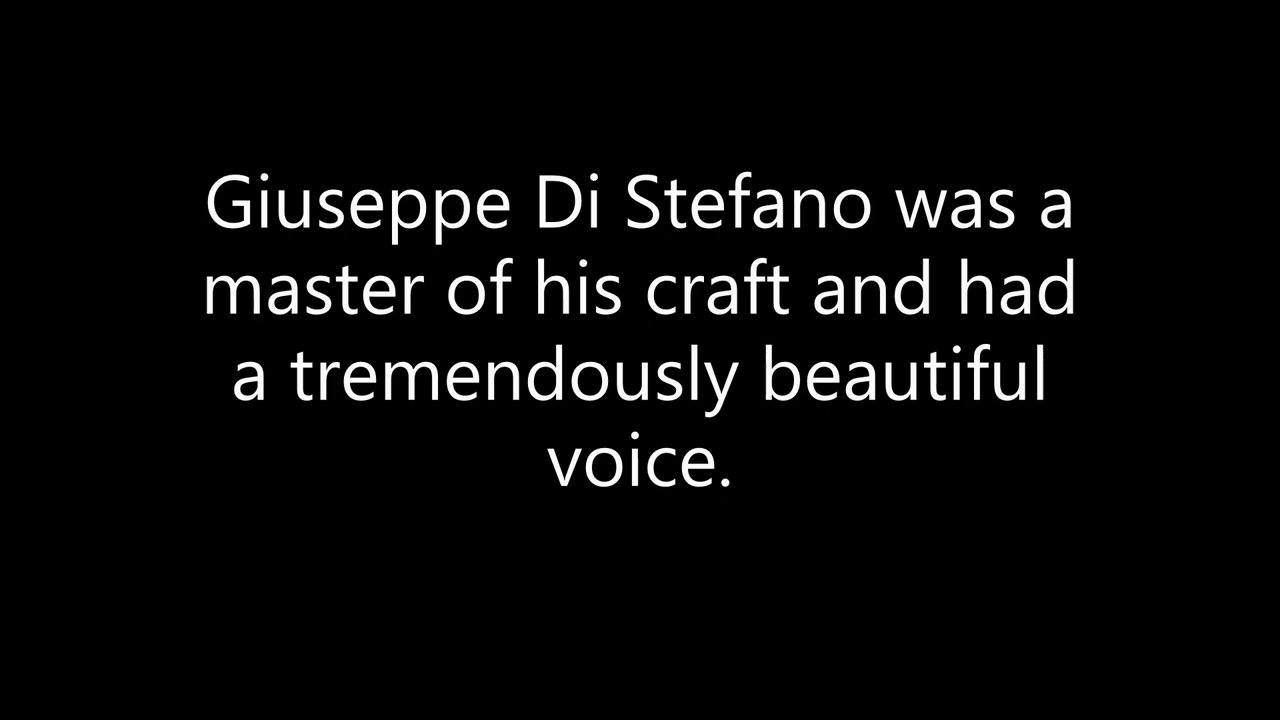 Giuseppe Di Stefano was a
master of his craft and had
a tremendously beautiful
voice.